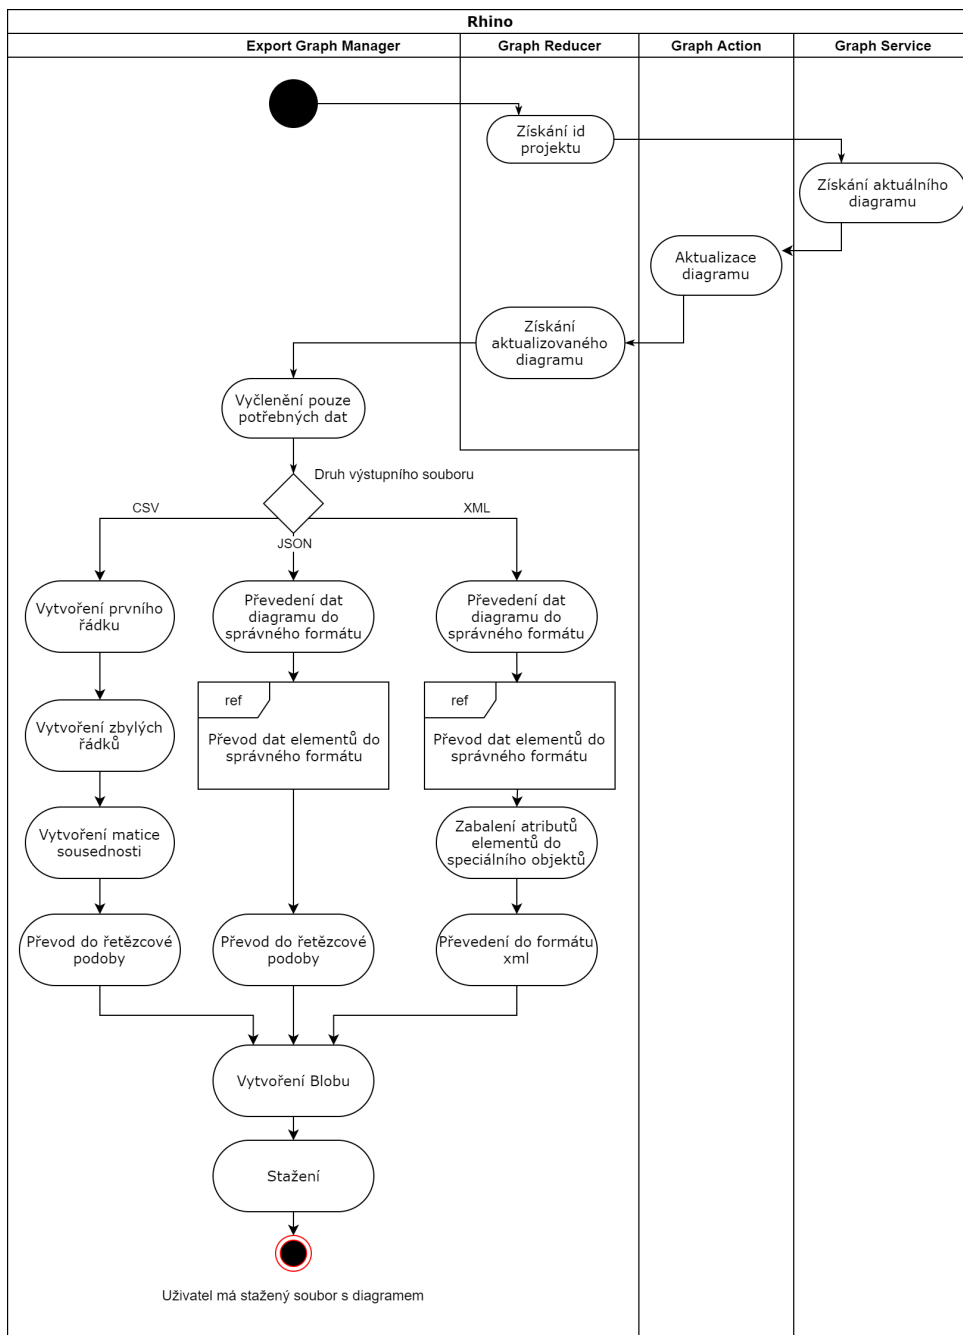 Rhino
Export Graph Manager
Graph Reducer
Graph Action
Graph Service
Získání id
projektu
Získání aktuálního
diagramu
Aktualizace
diagramu
Získání
aktualizovaného
diagramu
Vyčlenění pouze
potřebných dat
Druh výstupního souboru
CSV
JSON
XML
Vytvoření prvního
řádku
Převedení dat
diagramu do
správného formátu
Převedení dat
diagramu do
správného formátu
Vytvoření zbylých
řádků
ref
Převod dat elementů do
správného formátu
ref
Převod dat elementů do
správného formátu
Vytvoření matice
sousednosti
Zabalení atributů
elementů do
speciálního objektů
Převod do řetězcové
podoby
Převod do řetězcové
podoby
Převedení do formátu
xml
Vytvoření Blobu
Stažení
Uživatel má stažený soubor s diagramem